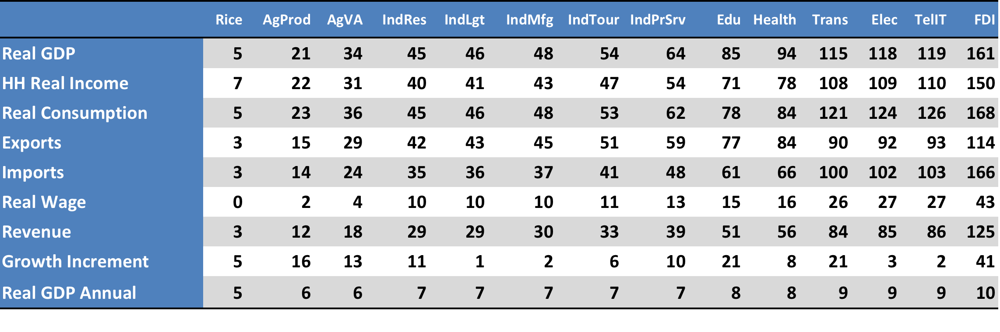 Rice AgProd AgVA IndRes IndLgt IndMfg IndTour IndPrSrv Edu Health Trans Elec TelIT FDI
Real GDP 5 21 34 45 46 48 54 64 85 94 115 118 119 161
HH Real Income 7 22 31 40 41 43 47 54 71 78 108 109 110 150
Real Consumption 5 23 36 45 46 48 53 62 78 84 121 124 126 168
Exports 3 15 29 42 43 45 51 59 77 84 90 92 93 114
Imports 3 14 24 35 36 37 41 48 61 66 100 102 103 166
Real Wage 0 2 4 10 10 10 11 13 15 16 26 27 27 43
Revenue 3 12 18 29 29 30 33 39 51 56 84 85 86 125
Growth Increment 5 16 13 11 1 2 6 10 21 8 21 3 2 41
Real GDP Annual 5 6 6 7 7 7 7 7 8 8 9 9 9 10